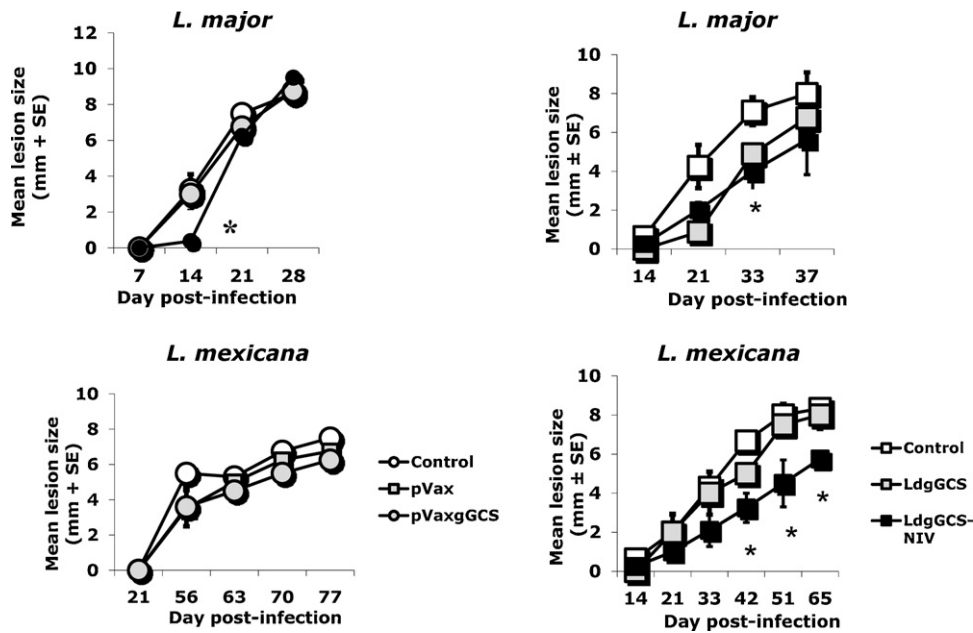 L. major
Mean lesion size
(mm + SE)
12
10
8
6
4
2
0
*
7 14 21 28
Day post-infection
L. major
Mean lesion size
(mm ± SE)
10
8
6
4
2
0
*
14 21 33 37
Day post-infection
L. mexicana
Mean lesion size
(mm + SE)
10
8
6
4
2
0
21 56 63 70 77
Day post-infection
Control
pVax
pVaxgGCS
L. mexicana
Mean lesion size
(mm ± SE)
10
8
6
4
2
0
* * *
14 21 33 42 51 65
Day post-infection
Control
LdgGCS
LdgGCS-
NIV